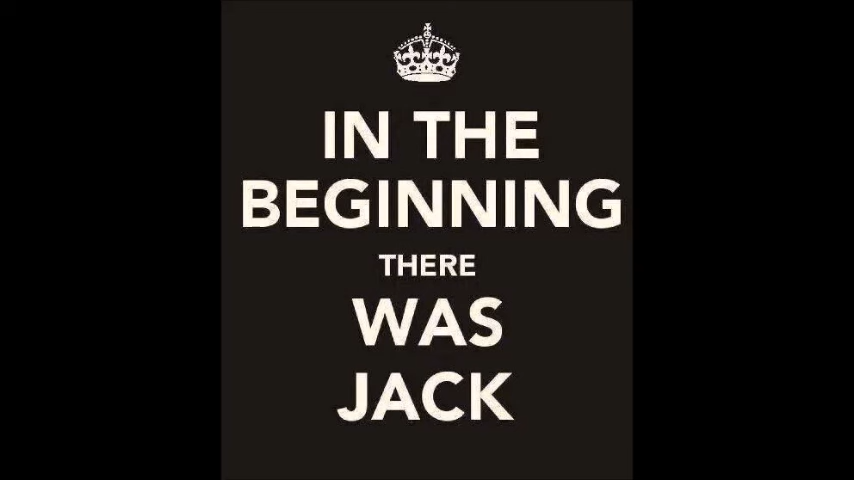 IN THE
BEGINNING
THERE
WAS
JACK